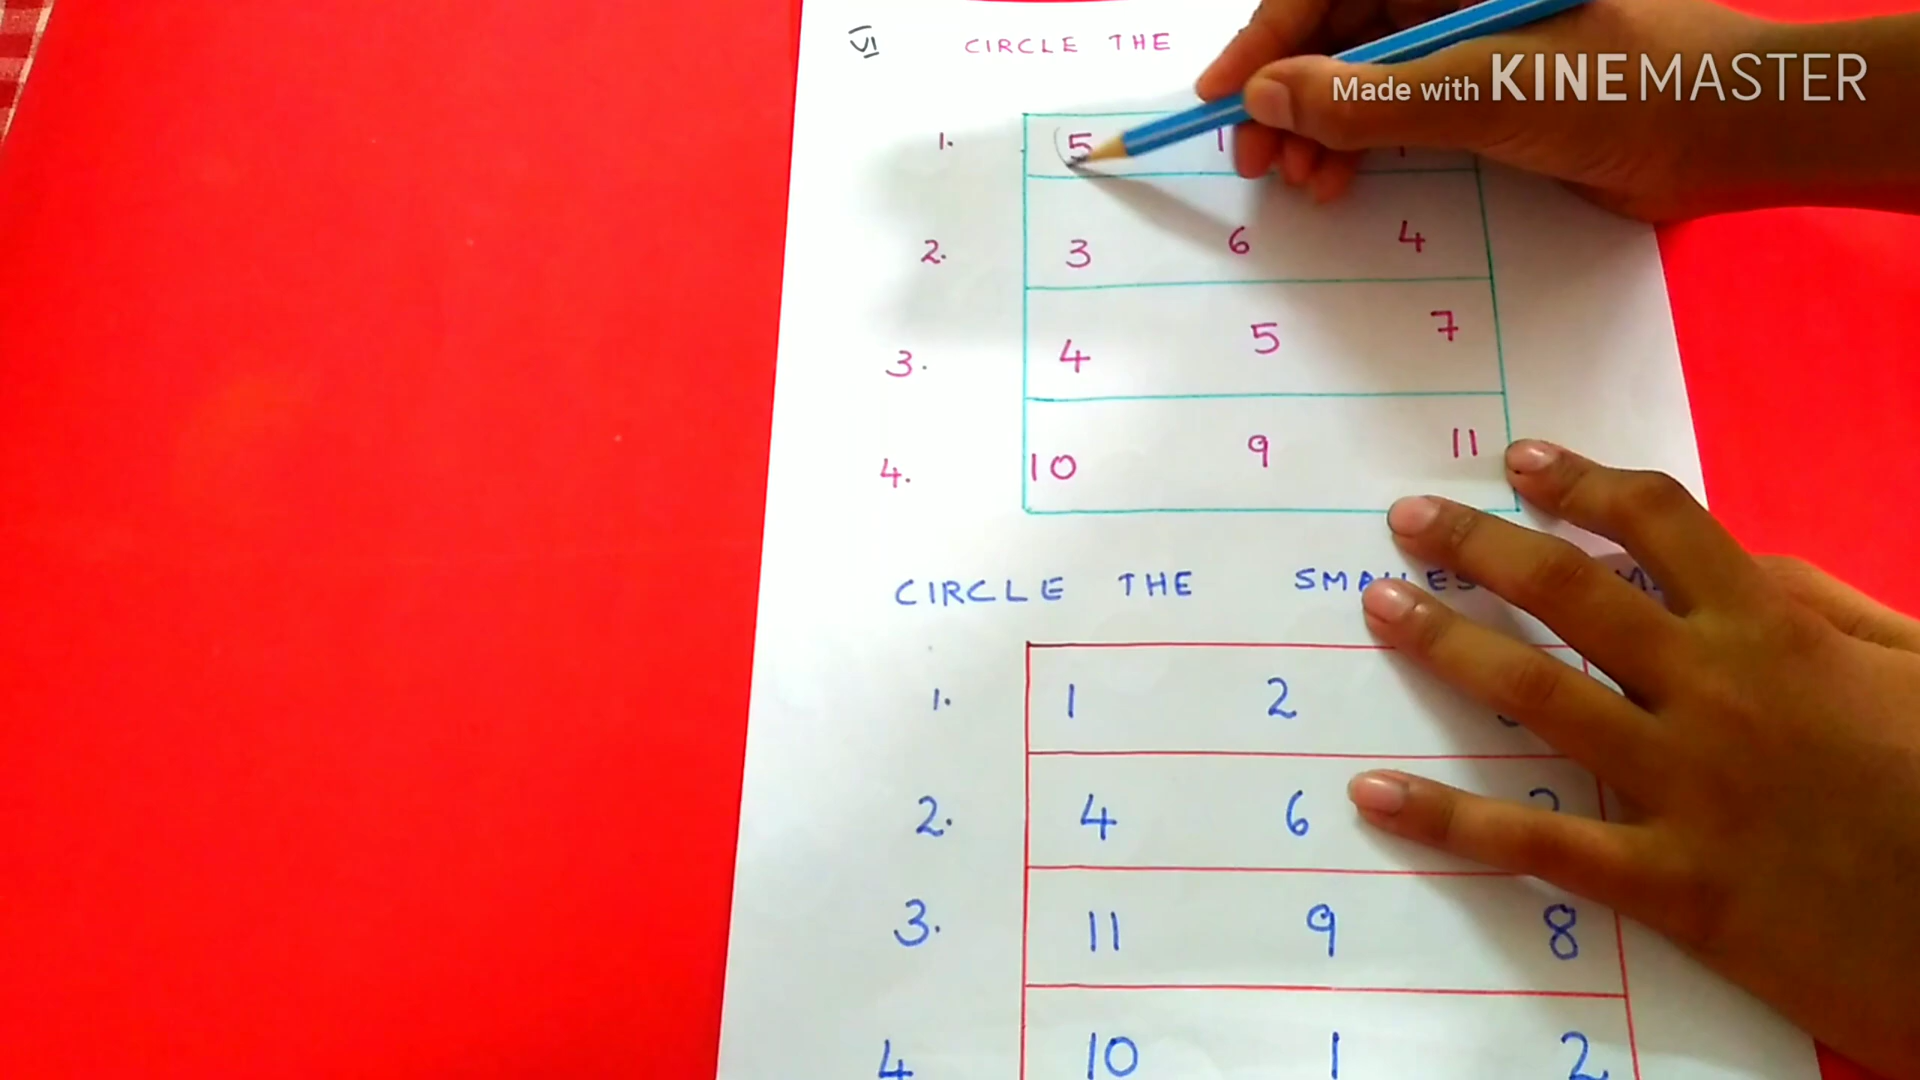 VI CIRCLE THE
Made with KINEMASTER
1. 5 1
2. 3 6 4
3. 4 5 7
4. 10 9 11
CIRCLE THE
1. 1 2
2. 4 6
3. 11 9 8
4 10 1 2